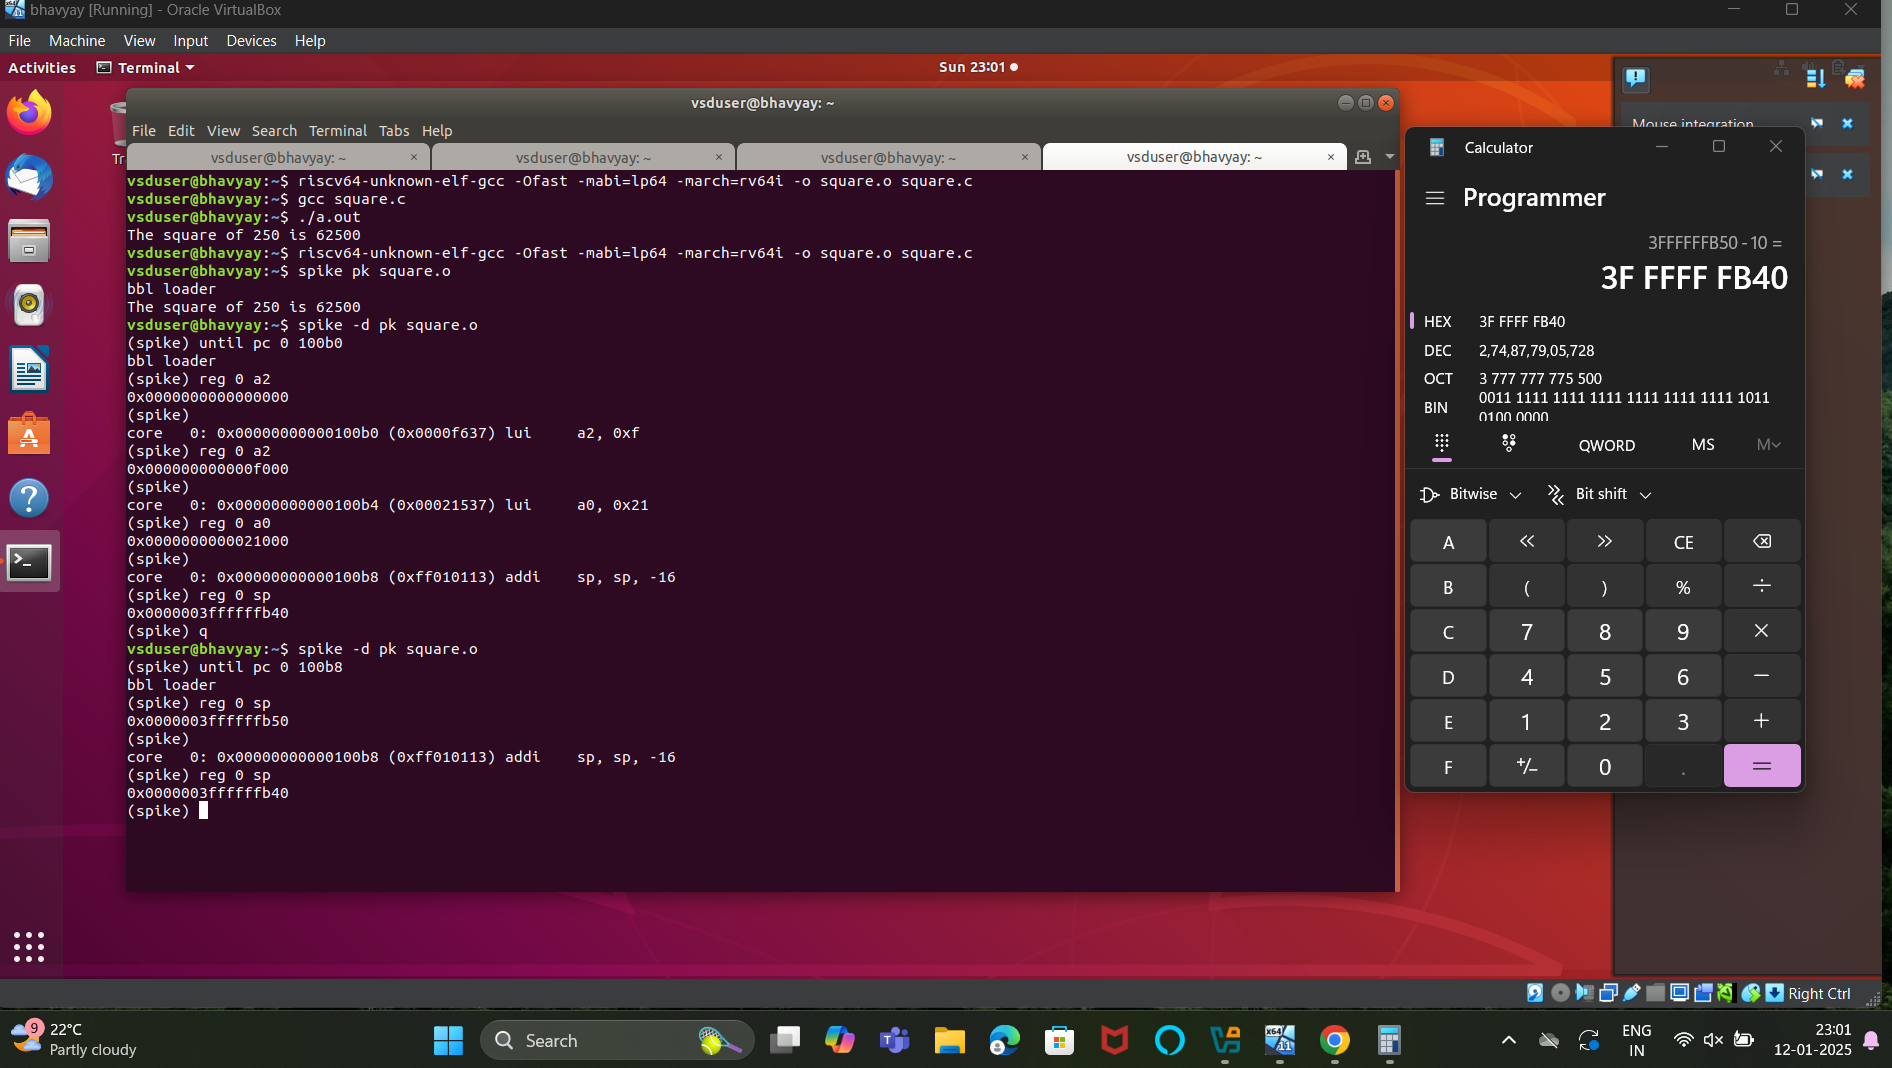 bhavyay [Running] - Oracle VirtualBox
File Machine View Input Devices Help
Activities Terminal Sun 23:01
vsduser@bhavyay: ~
File Edit View Search Terminal Tabs Help
vsduser@bhavyay: ~ × vsduser@bhavyay: ~ × vsduser@bhavyay: ~ × vsduser@bhavyay: ~ ×
vsduser@bhavyay:~$ riscv64-unknown-elf-gcc -Ofast -mabi=lp64 -march=rv64i -o square.o square.c
vsduser@bhavyay:~$ gcc square.c
vsduser@bhavyay:~$ ./a.out
The square of 250 is 62500
vsduser@bhavyay:~$ riscv64-unknown-elf-gcc -Ofast -mabi=lp64 -march=rv64i -o square.o square.c
vsduser@bhavyay:~$ spike pk square.o
bbl loader
The square of 250 is 62500
vsduser@bhavyay:~$ spike -d pk square.o
(spike) until pc 0 100b0
bbl loader
(spike) reg 0 a2
0x0000000000000000
(spike)
core   0: 0x00000000000100b0 (0x0000f637) lui     a2, 0xf
(spike) reg 0 a2
0x000000000000f000
(spike)
core   0: 0x00000000000100b4 (0x00021537) lui     a0, 0x21
(spike) reg 0 a0
0x0000000000021000
(spike)
core   0: 0x00000000000100b8 (0xff010113) addi    sp, sp, -16
(spike) reg 0 sp
0x0000003ffffffb40
(spike) q
vsduser@bhavyay:~$ spike -d pk square.o
(spike) until pc 0 100b8
bbl loader
(spike) reg 0 sp
0x0000003ffffffb50
(spike)
core   0: 0x00000000000100b8 (0xff010113) addi    sp, sp, -16
(spike) reg 0 sp
0x0000003ffffffb40
(spike)
Mouse integration
Calculator
Programmer
3FFFFFFB50 - 10 =
3F FFFF FB40
HEX 3F FFFF FB40
DEC 2,74,87,79,05,728
OCT 3 777 777 775 500
BIN 0011 1111 1111 1111 1111 1111 1111 1011
0100 0000
QWORD MS M
Bitwise Bit shift
A << >> CE
B ( ) % ÷
C 7 8 9 ×
D 4 5 6 −
E 1 2 3 +
F +/− 0 . =
Right Ctrl
9 22°C
Partly cloudy
Search
ENG
IN
23:01
12-01-2025